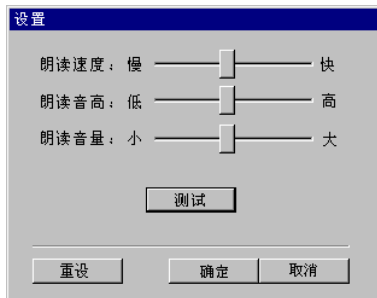 设置
朗读速度：慢 快
朗读音高：低 高
朗读音量：小 大
测试
重设 确定 取消